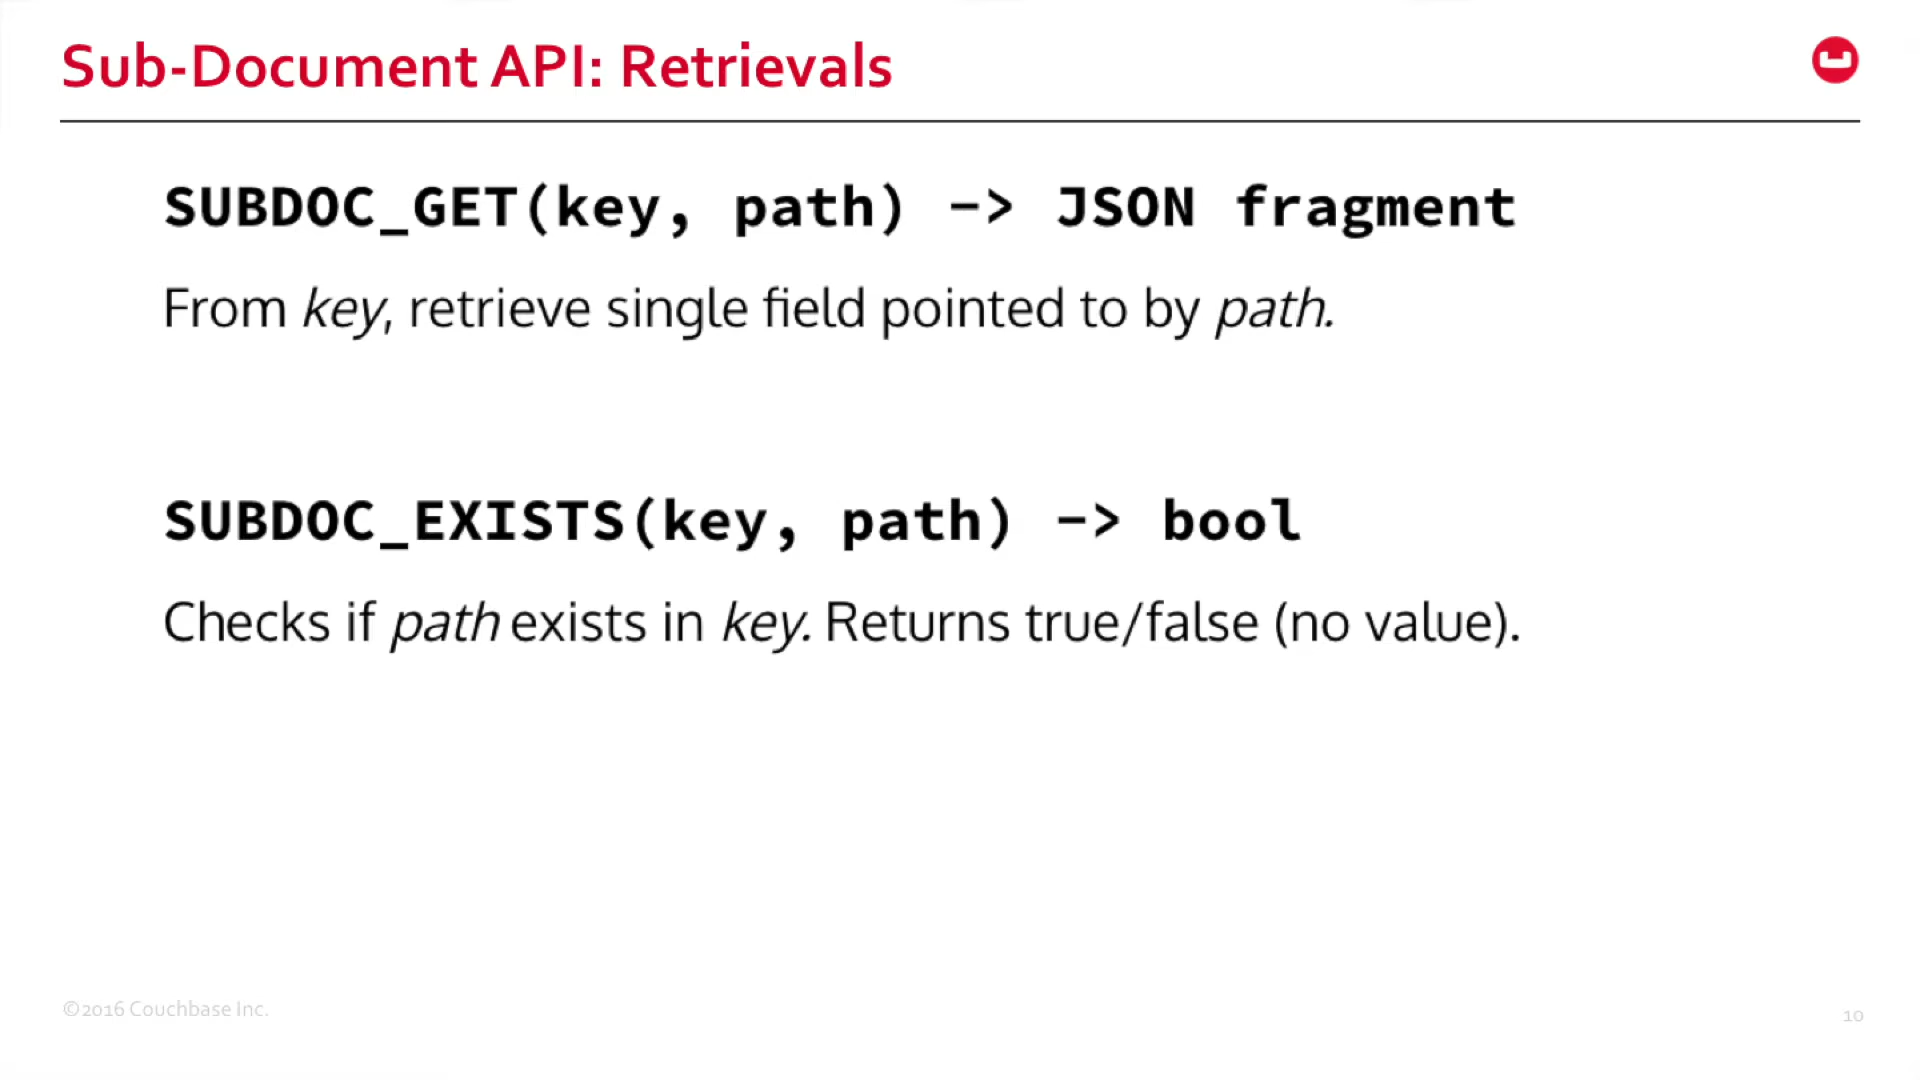 Sub-Document API: Retrievals
SUBDOC_GET(key, path) -> JSON fragment
From key, retrieve single field pointed to by path.
SUBDOC_EXISTS(key, path) -> bool
Checks if path exists in key. Returns true/false (no value).
©2016 Couchbase Inc.
10